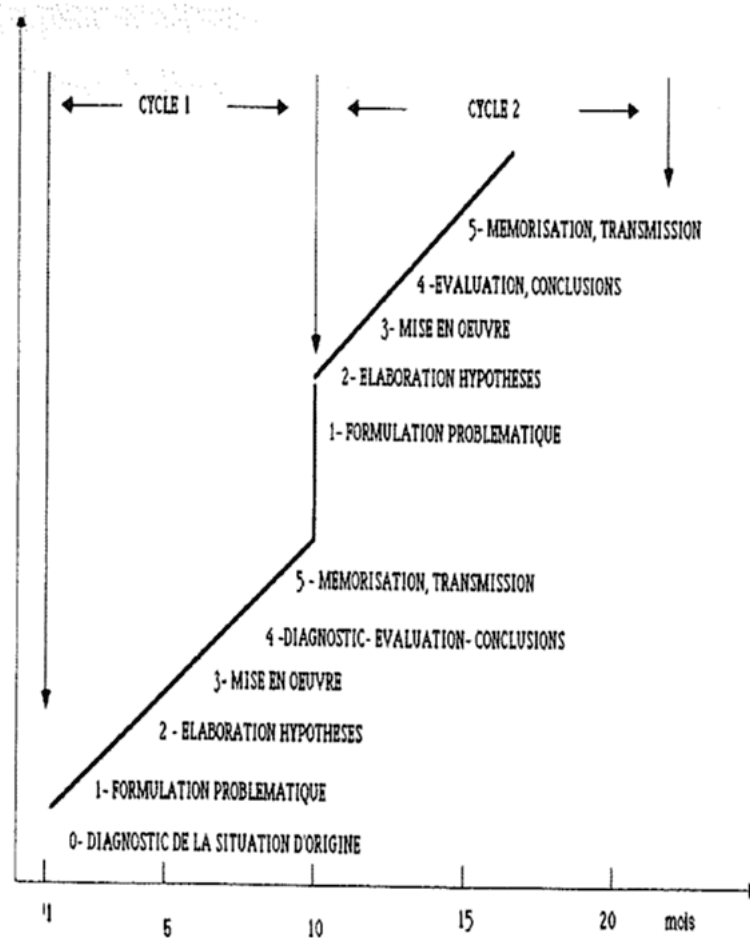 CYCLE 1
CYCLE 2
5- MEMORISATION, TRANSMISSION
4 -EVALUATION, CONCLUSIONS
3- MISE EN OEUVRE
2- ELABORATION HYPOTHESES
1- FORMULATION PROBLEMATIQUE
5 - MEMORISATION, TRANSMISSION
4 -DIAGNOSTIC- EVALUATION- CONCLUSIONS
3- MISE EN OEUVRE
2 - ELABORATION HYPOTHESES
1- FORMULATION PROBLEMATIQUE
0- DIAGNOSTIC DE LA SITUATION D'ORIGINE
1 5 10 15 20 mois